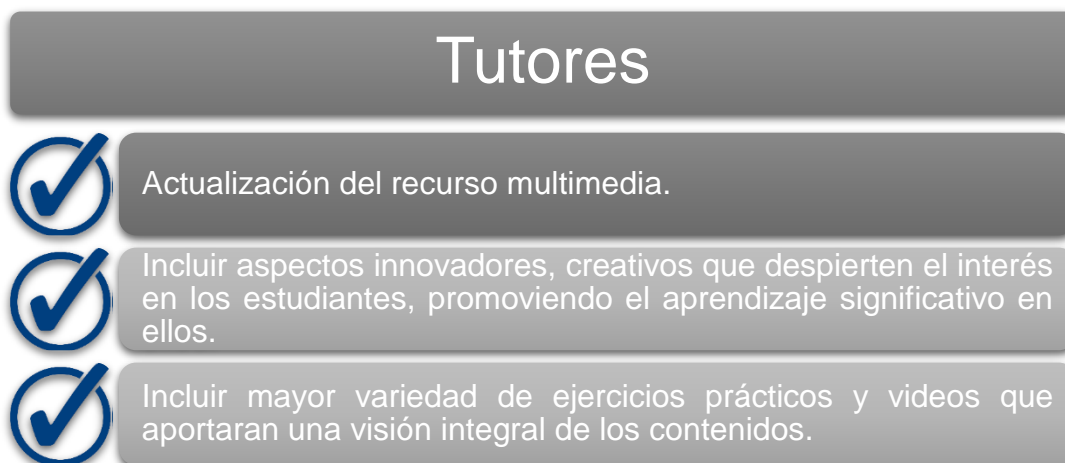 Tutores
Actualización del recurso multimedia.
Incluir aspectos innovadores, creativos que despierten el interés
en los estudiantes, promoviendo el aprendizaje significativo en
ellos.
Incluir mayor variedad de ejercicios prácticos y videos que
aportaran una visión integral de los contenidos.